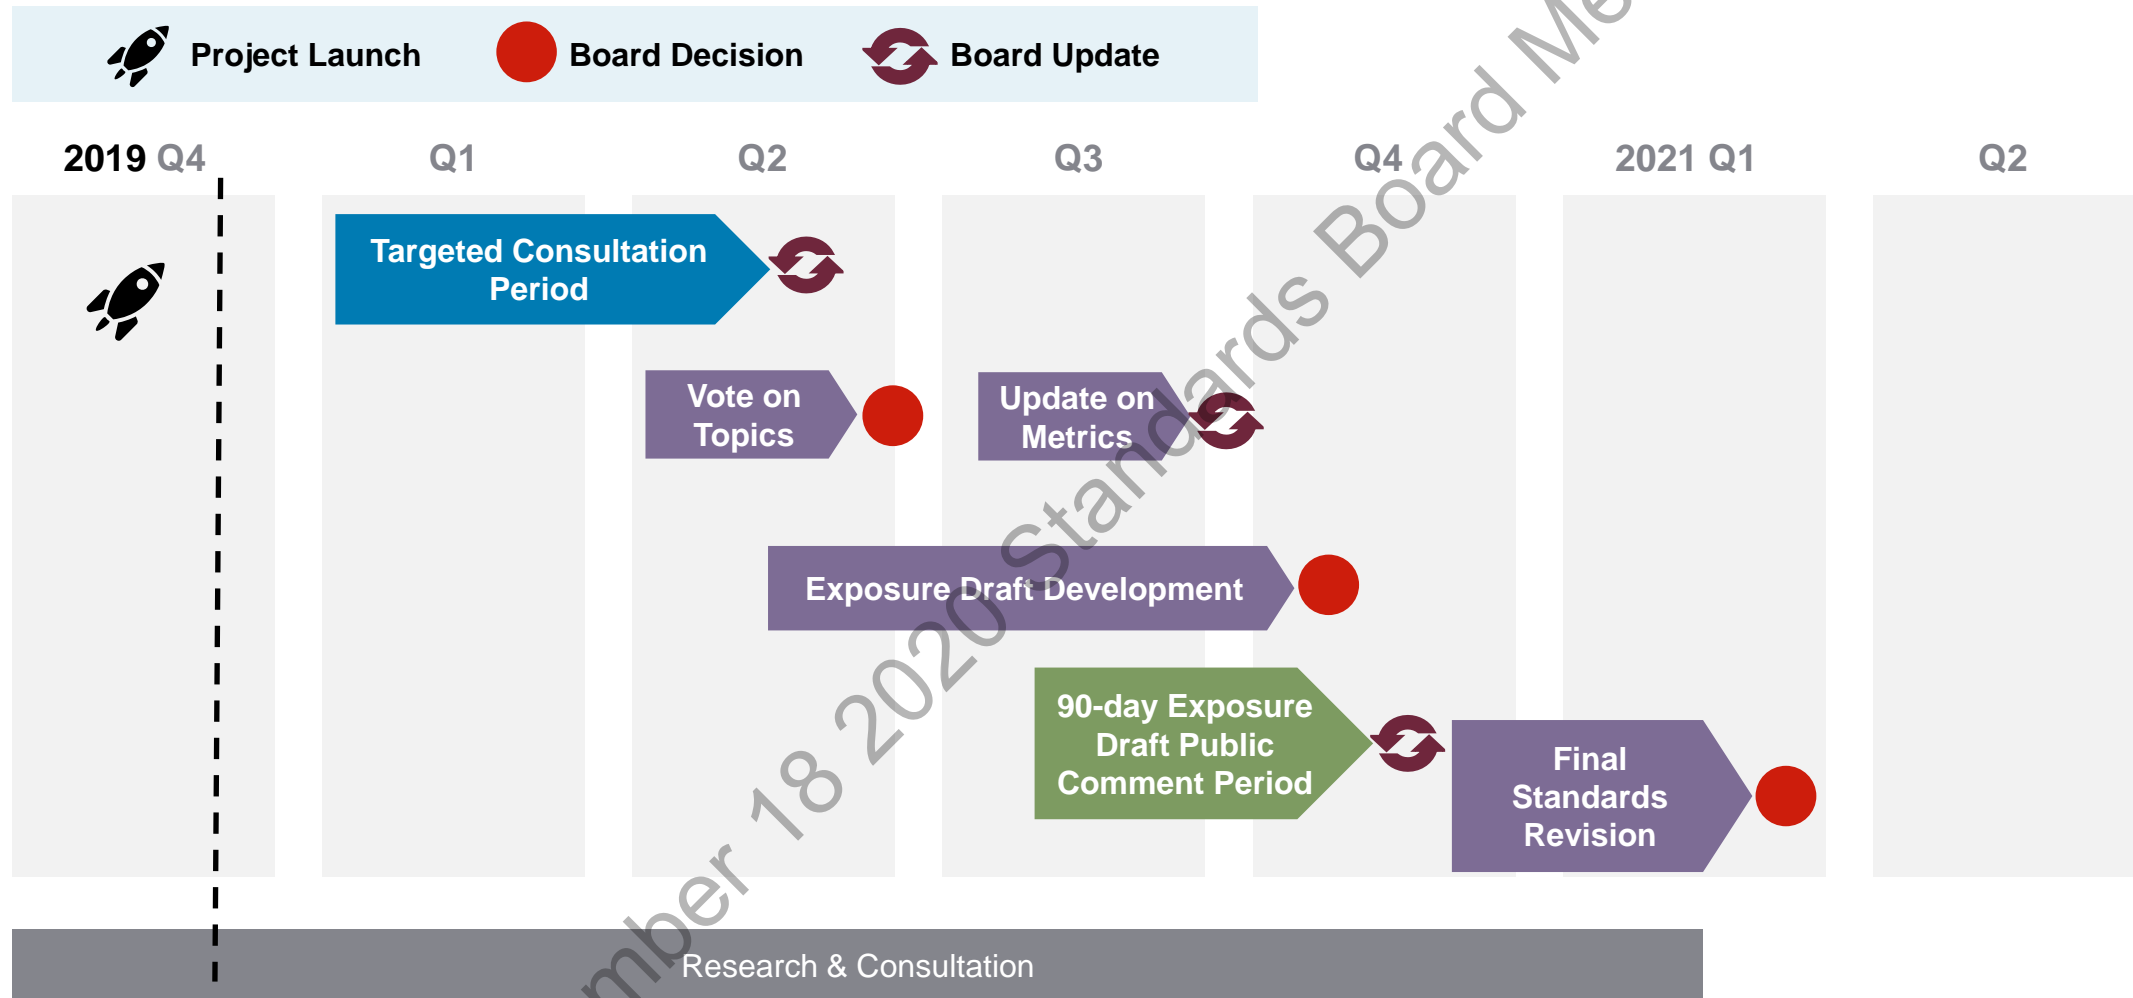 Project Launch
Board Decision
Board Update
2019 Q4
Q1
Q2
Q3
Q4
2021 Q1
Q2
Targeted Consultation
Period
Vote on
Topics
Update on
Metrics
Exposure Draft Development
90-day Exposure
Draft Public
Comment Period
Final
Standards
Revision
Research & Consultation
18 2020 Standards Board